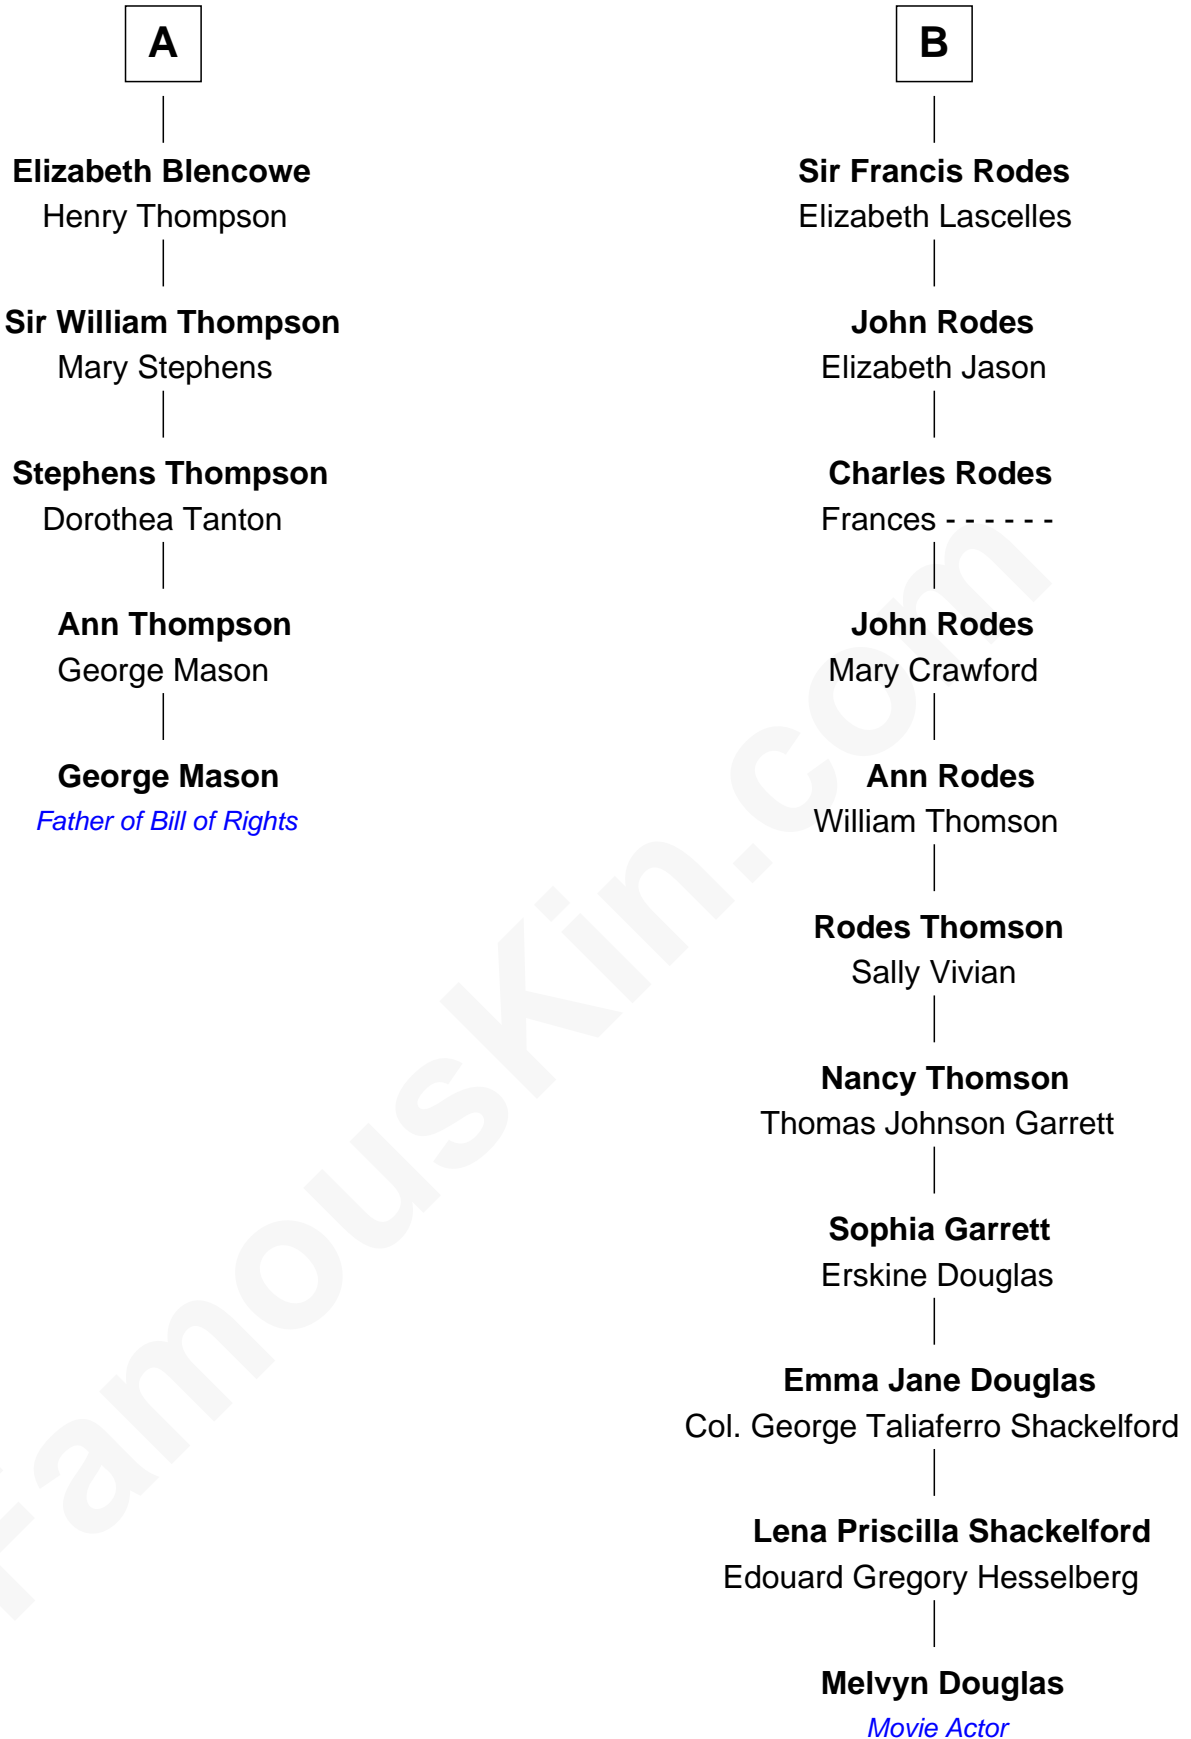 A
Elizabeth Blencowe
Henry Thompson
Sir William Thompson
Mary Stephens
Stephens Thompson
Dorothea Tanton
Ann Thompson
George Mason
George Mason
Father of Bill of Rights
B
Sir Francis Rodes
Elizabeth Lascelles
John Rodes
Elizabeth Jason
Charles Rodes
Frances - - - - - -
John Rodes
Mary Crawford
Ann Rodes
William Thomson
Rodes Thomson
Sally Vivian
Nancy Thomson
Thomas Johnson Garrett
Sophia Garrett
Erskine Douglas
Emma Jane Douglas
Col. George Taliaferro Shackelford
Lena Priscilla Shackelford
Edouard Gregory Hesselberg
Melvyn Douglas
Movie Actor
FamousKin.com